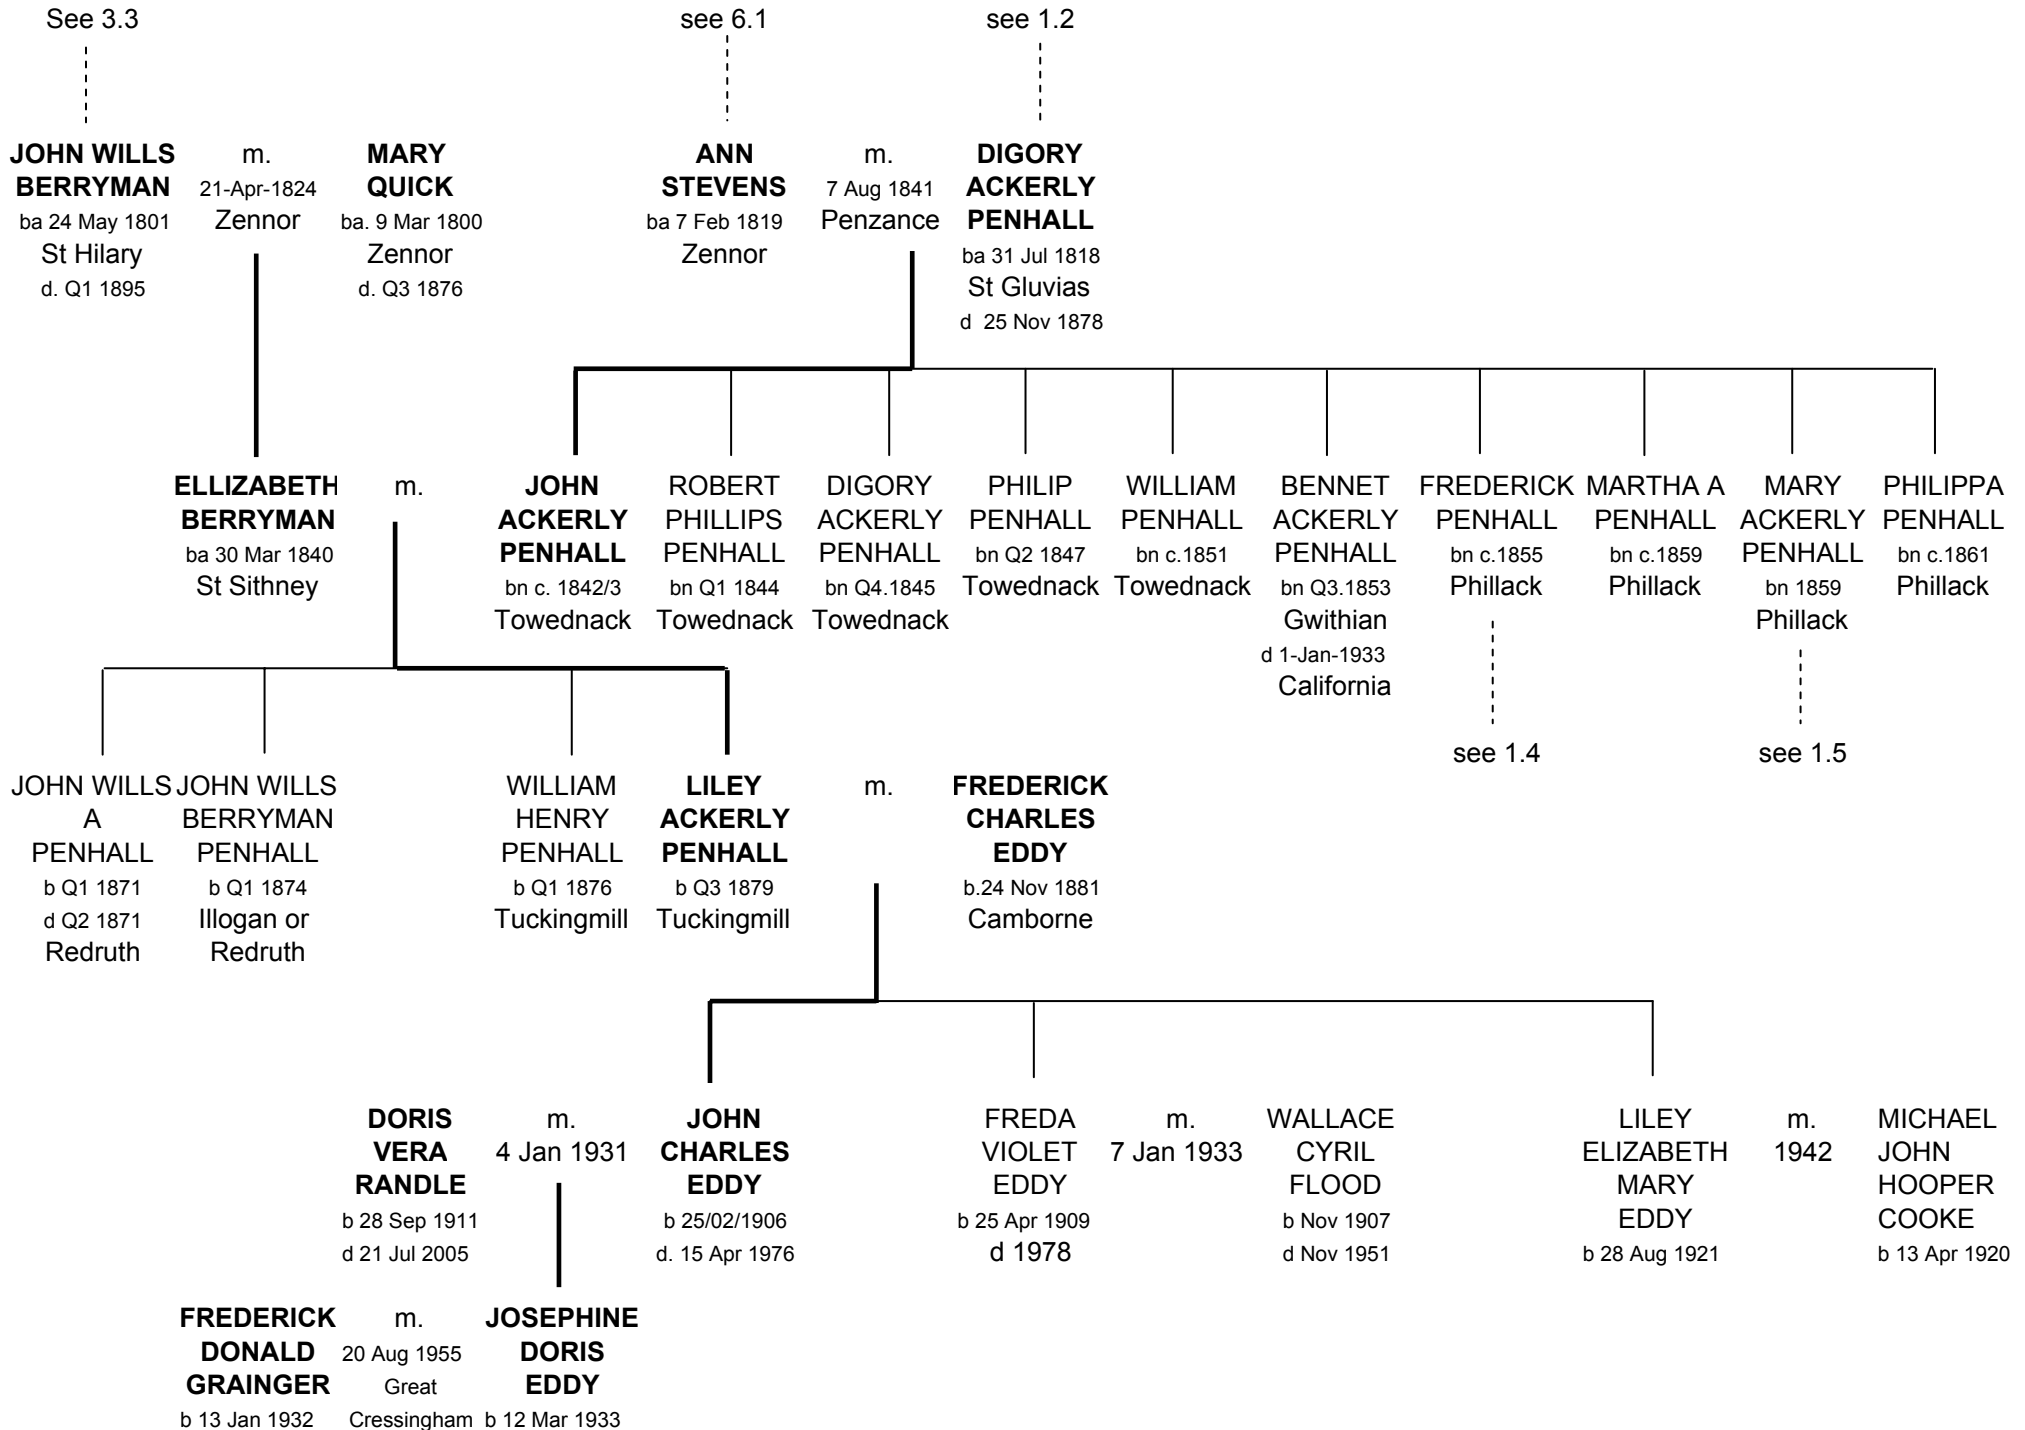 See 3.3
see 6.1
see 1.2
JOHN WILLS
BERRYMAN
ba 24 May 1801
St Hilary
d. Q1 1895
m.
21-Apr-1824
Zennor
MARY
QUICK
ba. 9 Mar 1800
Zennor
d. Q3 1876
ANN
STEVENS
ba 7 Feb 1819
Zennor
m.
7 Aug 1841
Penzance
DIGORY
ACKERLY
PENHALL
ba 31 Jul 1818
St Gluvias
d 25 Nov 1878
ELLIZABETH
BERRYMAN
ba 30 Mar 1840
St Sithney
m.
JOHN
ACKERLY
PENHALL
bn c. 1842/3
Towednack
ROBERT
PHILLIPS
PENHALL
bn Q1 1844
Towednack
DIGORY
ACKERLY
PENHALL
bn Q4.1845
Towednack
PHILIP
PENHALL
bn Q2 1847
Towednack
WILLIAM
PENHALL
bn c.1851
Towednack
BENNET
ACKERLY
PENHALL
bn Q3.1853
Gwithian
d 1-Jan-1933
California
FREDERICK
PENHALL
bn c.1855
Phillack
see 1.4
MARTHA A
PENHALL
bn c.1859
Phillack
MARY
ACKERLY
PENHALL
bn 1859
Phillack
see 1.5
PHILIPPA
PENHALL
bn c.1861
Phillack
JOHN WILLS
A
PENHALL
b Q1 1871
d Q2 1871
Redruth
JOHN WILLS
BERRYMAN
PENHALL
b Q1 1874
Illogan or
Redruth
WILLIAM
HENRY
PENHALL
b Q1 1876
Tuckingmill
LILEY
ACKERLY
PENHALL
b Q3 1879
Tuckingmill
m.
FREDERICK
CHARLES
EDDY
b.24 Nov 1881
Camborne
DORIS
VERA
RANDLE
b 28 Sep 1911
d 21 Jul 2005
m.
4 Jan 1931
JOHN
CHARLES
EDDY
b 25/02/1906
d. 15 Apr 1976
FREDA
VIOLET
EDDY
b 25 Apr 1909
d 1978
m.
7 Jan 1933
WALLACE
CYRIL
FLOOD
b Nov 1907
d Nov 1951
LILEY
ELIZABETH
MARY
EDDY
b 28 Aug 1921
m.
1942
MICHAEL
JOHN
HOOPER
COOKE
b 13 Apr 1920
FREDERICK
DONALD
GRAINGER
b 13 Jan 1932
m.
20 Aug 1955
Great
Cressingham
JOSEPHINE
DORIS
EDDY
b 12 Mar 1933